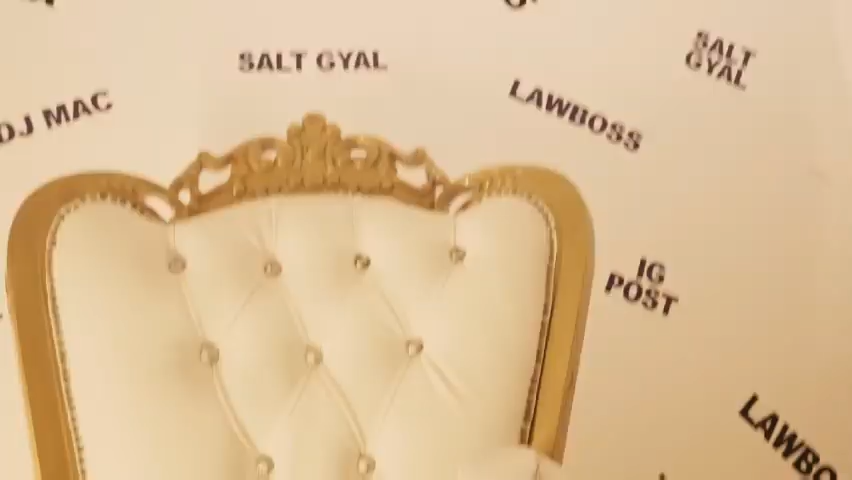 SALT GYAL
SALT
GYAL
DJ MAC
LAWBOSS
IG
POST
LAWBO